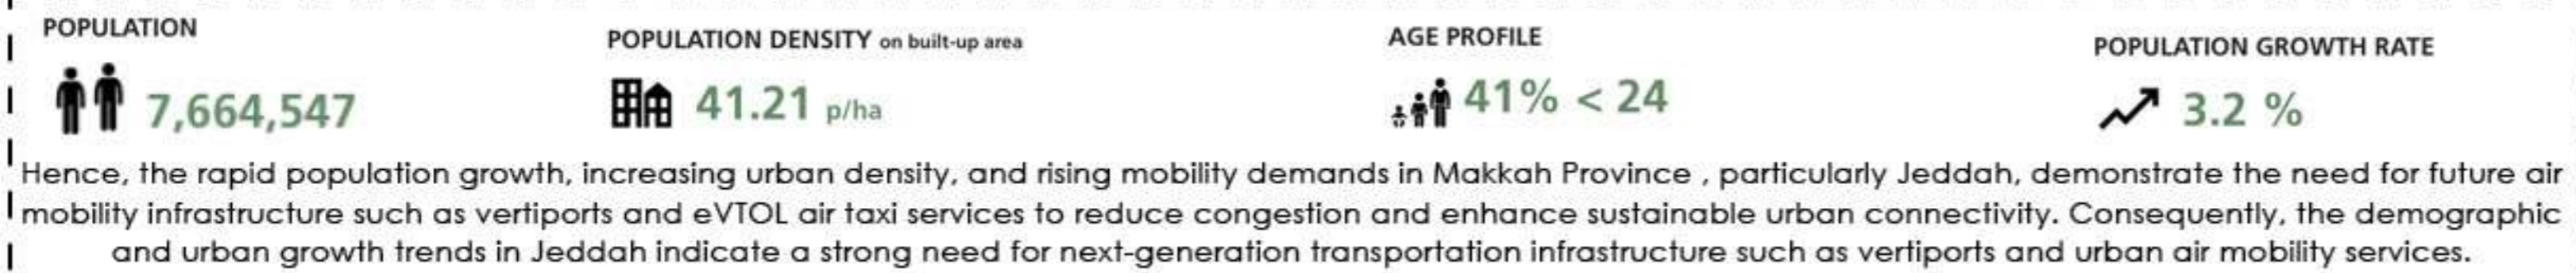 POPULATION
7,664,547
POPULATION DENSITY on built-up area
41.21 p/ha
AGE PROFILE
41% < 24
POPULATION GROWTH RATE
3.2 %
Hence, the rapid population growth, increasing urban density, and rising mobility demands in Makkah Province , particularly Jeddah, demonstrate the need for future air
mobility infrastructure such as vertiports and eVTOL air taxi services to reduce congestion and enhance sustainable urban connectivity. Consequently, the demographic
and urban growth trends in Jeddah indicate a strong need for next-generation transportation infrastructure such as vertiports and urban air mobility services.